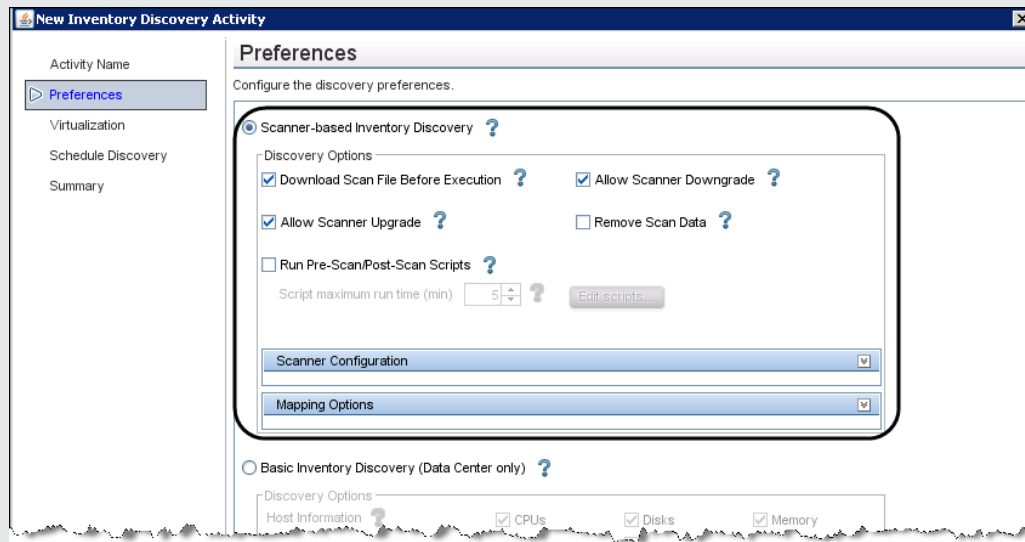 New Inventory Discovery Activity
Activity Name
Preferences
Virtualization
Schedule Discovery
Summary
Preferences
Configure the discovery preferences.
Scanner-based Inventory Discovery ?
Discovery Options
Download Scan File Before Execution ?
Allow Scanner Downgrade ?
Allow Scanner Upgrade ?
Remove Scan Data ?
Run Pre-Scan/Post-Scan Scripts ?
Script maximum run time (min) 5 ? Edit scripts...
Scanner Configuration
Mapping Options
Basic Inventory Discovery (Data Center only) ?
Discovery Options
Host Information ? CPUs Disks Memory